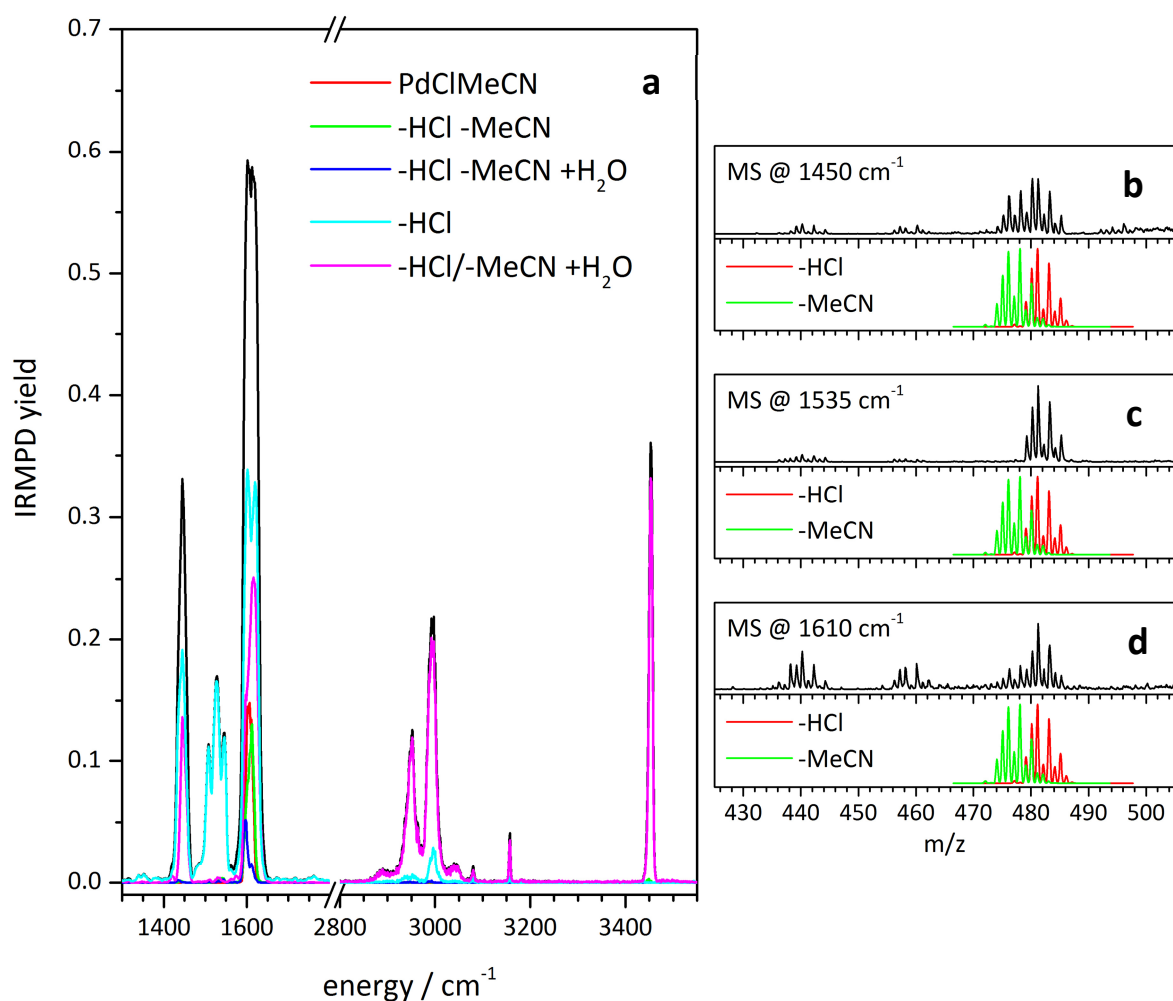 a
PdClMeCN
-HCl -MeCN
-HCl -MeCN +H₂O
-HCl
-HCl/-MeCN +H₂O
IRMPD yield
0.7
0.6
0.5
0.4
0.3
0.2
0.1
0.0
1400 1600 2800 3000 3200 3400
energy / cm⁻¹
MS @ 1450 cm⁻¹ b
-HCl
-MeCN
MS @ 1535 cm⁻¹ c
-HCl
-MeCN
MS @ 1610 cm⁻¹ d
-HCl
-MeCN
430 440 450 460 470 480 490 500
m/z